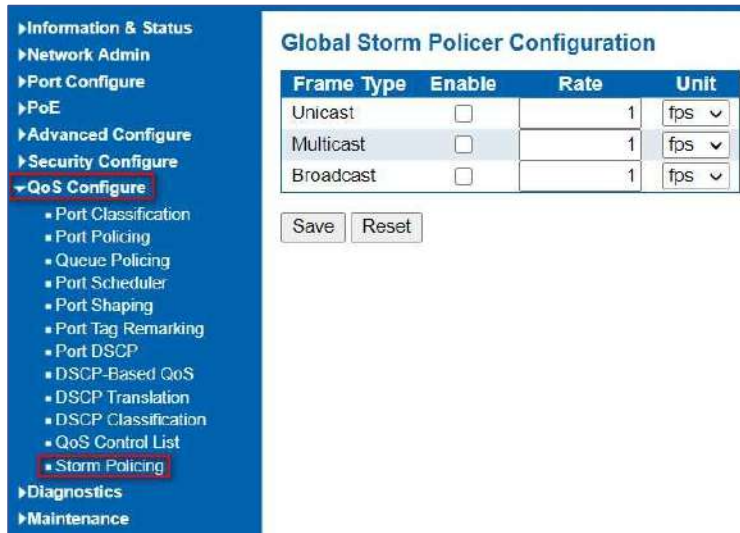 Information & Status
Network Admin
Port Configure
PoE
Advanced Configure
Security Configure
QoS Configure
Port Classification
Port Policing
Queue Policing
Port Scheduler
Port Shaping
Port Tag Remarking
Port DSCP
DSCP-Based QoS
DSCP Translation
DSCP Classification
QoS Control List
Storm Policing
Diagnostics
Maintenance
Global Storm Policer Configuration
Frame Type Enable Rate Unit
Unicast 1 fps
Multicast 1 fps
Broadcast 1 fps
Save Reset